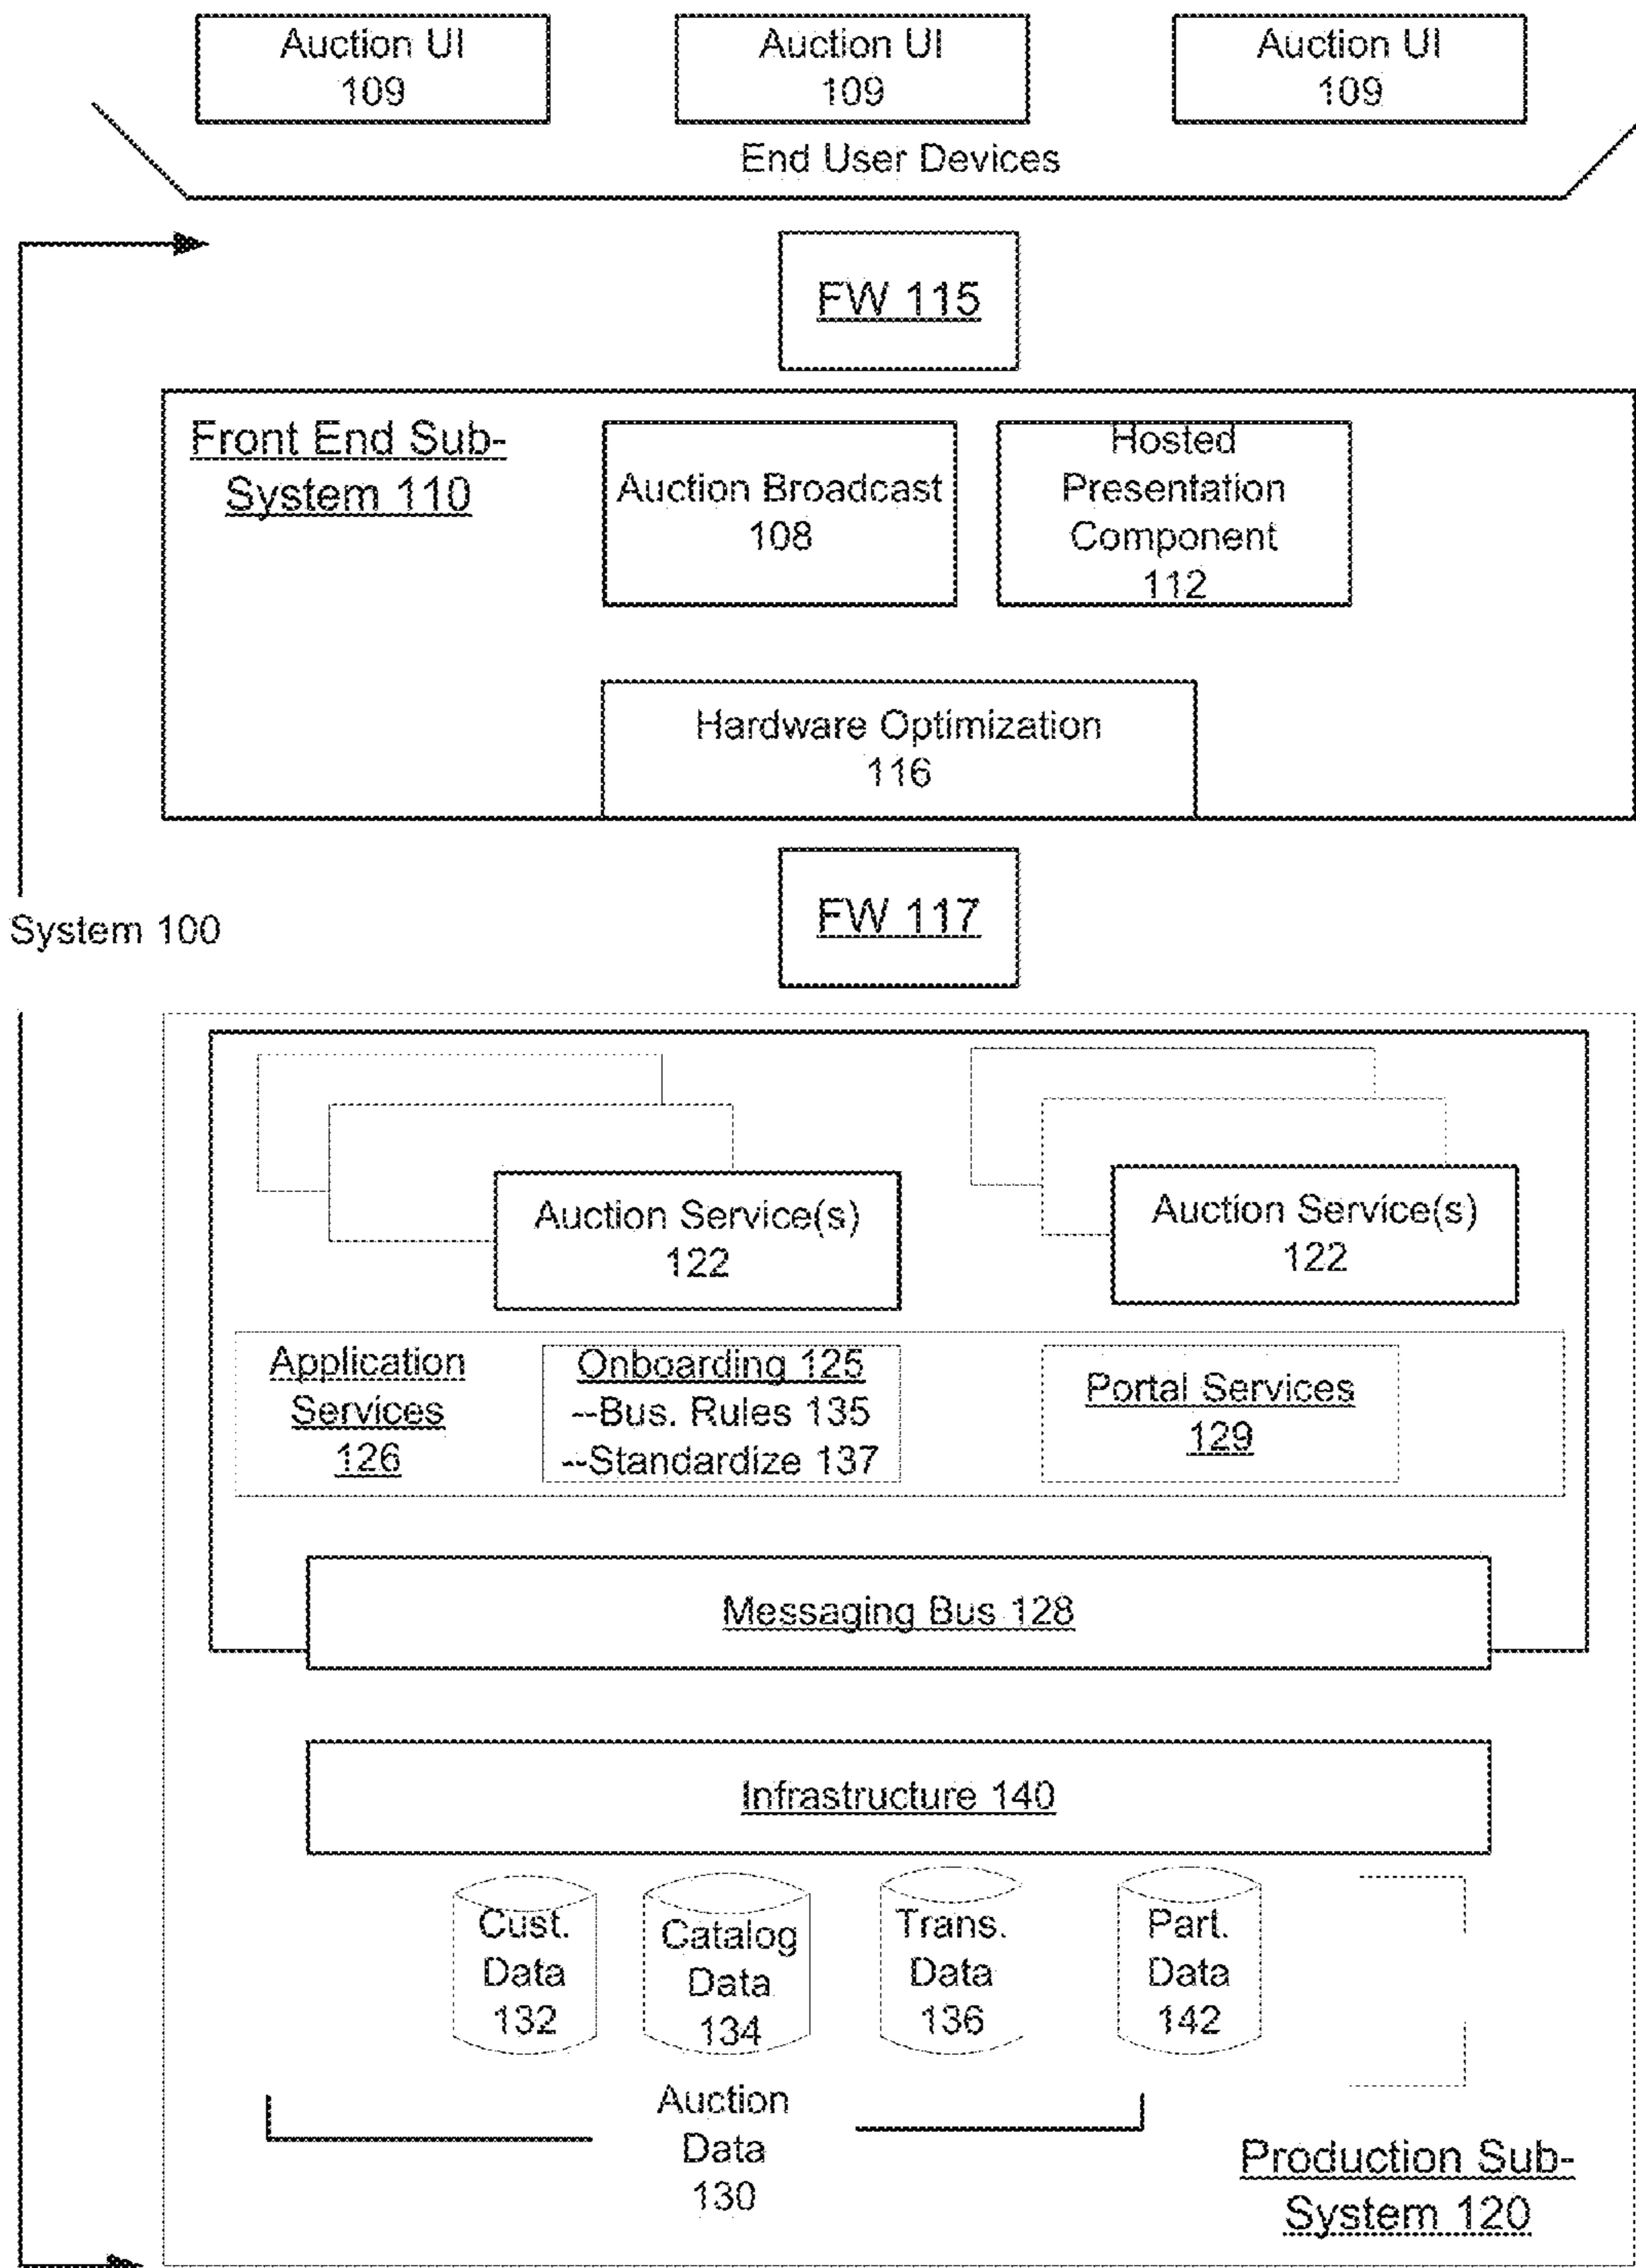 Auction UI
109
Auction UI
109
Auction UI
109
End User Devices
FW 115
Front End Sub-
System 110
Auction Broadcast
108
Hosted
Presentation
Component
112
Hardware Optimization
116
FW 117
System 100
Auction Service(s)
122
Auction Service(s)
122
Application
Services
126
Onboarding 125
--Bus. Rules 135
--Standardize 137
Portal Services
129
Messaging Bus 128
Infrastructure 140
Cust.
Data
132
Catalog
Data
134
Trans.
Data
136
Part.
Data
142
Auction
Data
130
Production Sub-
System 120